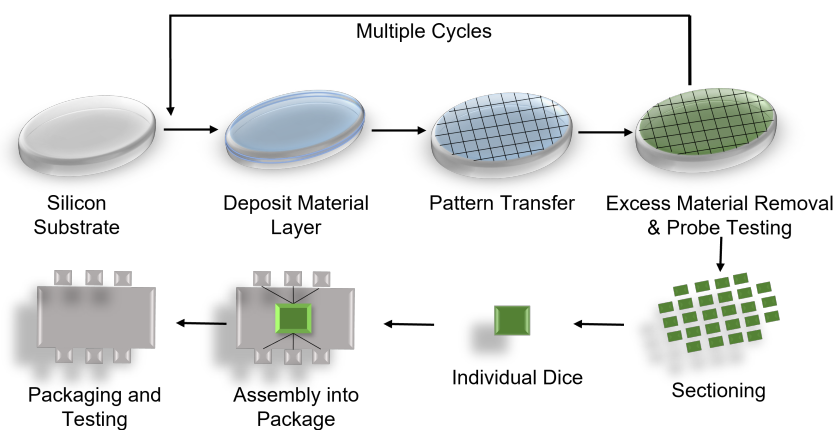 Multiple Cycles
Silicon
Substrate
Deposit Material
Layer
Pattern Transfer
Excess Material Removal
& Probe Testing
Packaging and
Testing
Assembly into
Package
Individual Dice
Sectioning